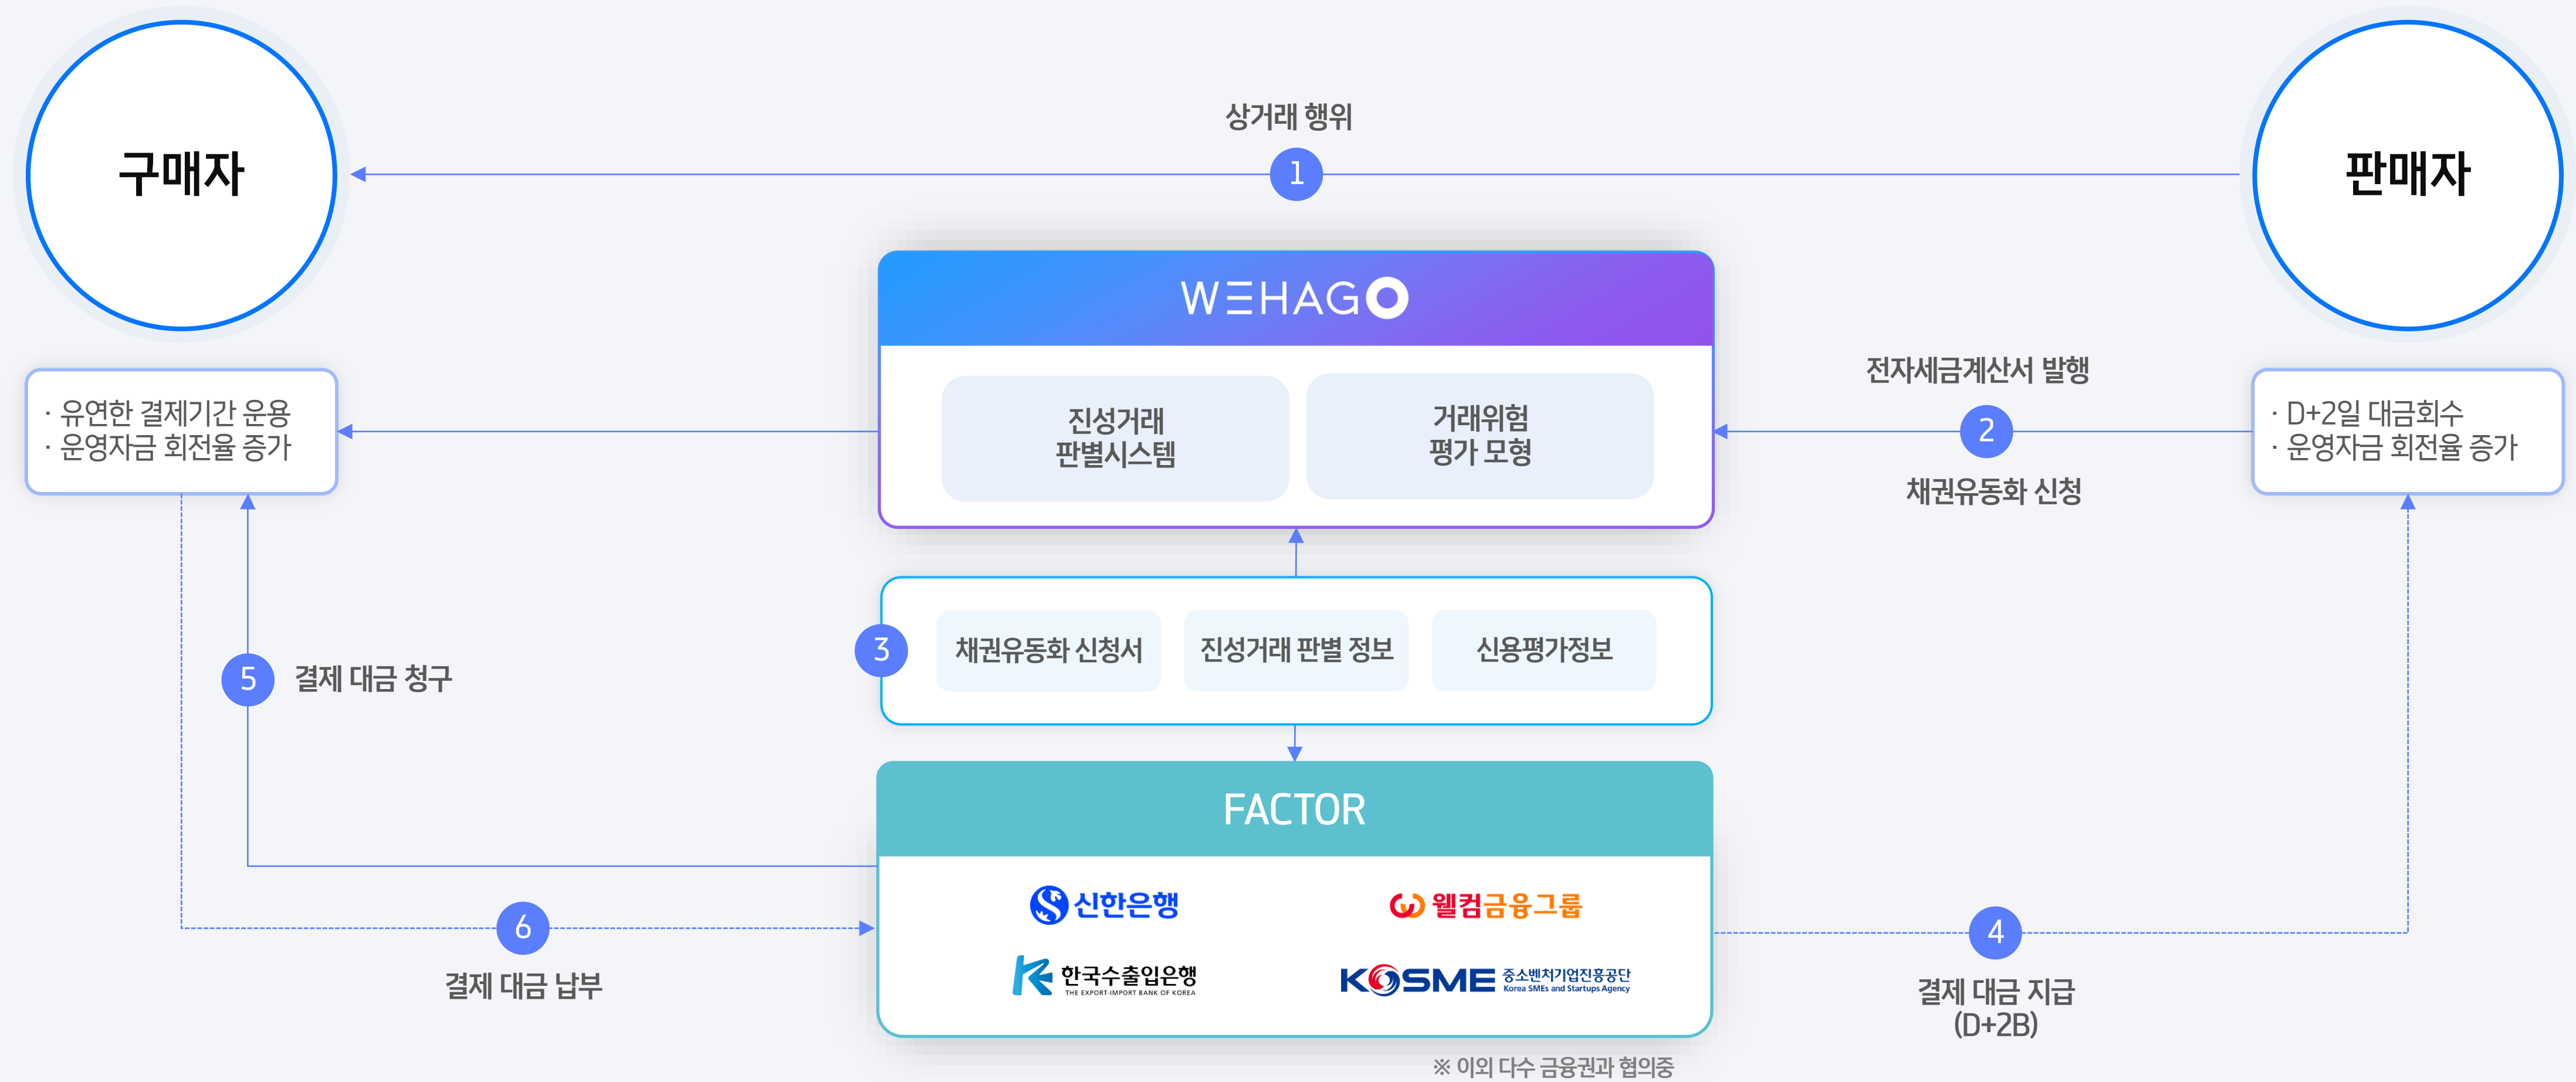 구매자
상거래 행위
1
판매자
WEHAGO
진성거래
판별시스템
거래위험
평가 모형
· 유연한 결제기간 운용
· 운영자금 회전율 증가
전자세금계산서 발행
2
채권유동화 신청
· D+2일 대금회수
· 운영자금 회전율 증가
3
채권유동화 신청서
진성거래 판별 정보
신용평가정보
5
결제 대금 청구
FACTOR
신한은행
웰컴금융그룹
한국수출입은행
THE EXPORT-IMPORT BANK OF KOREA
KOSME
중소벤처기업진흥공단
Korea SMEs and Startups Agency
6
결제 대금 납부
4
결제 대금 지급
(D+2B)
※ 이외 다수 금융권과 협의중